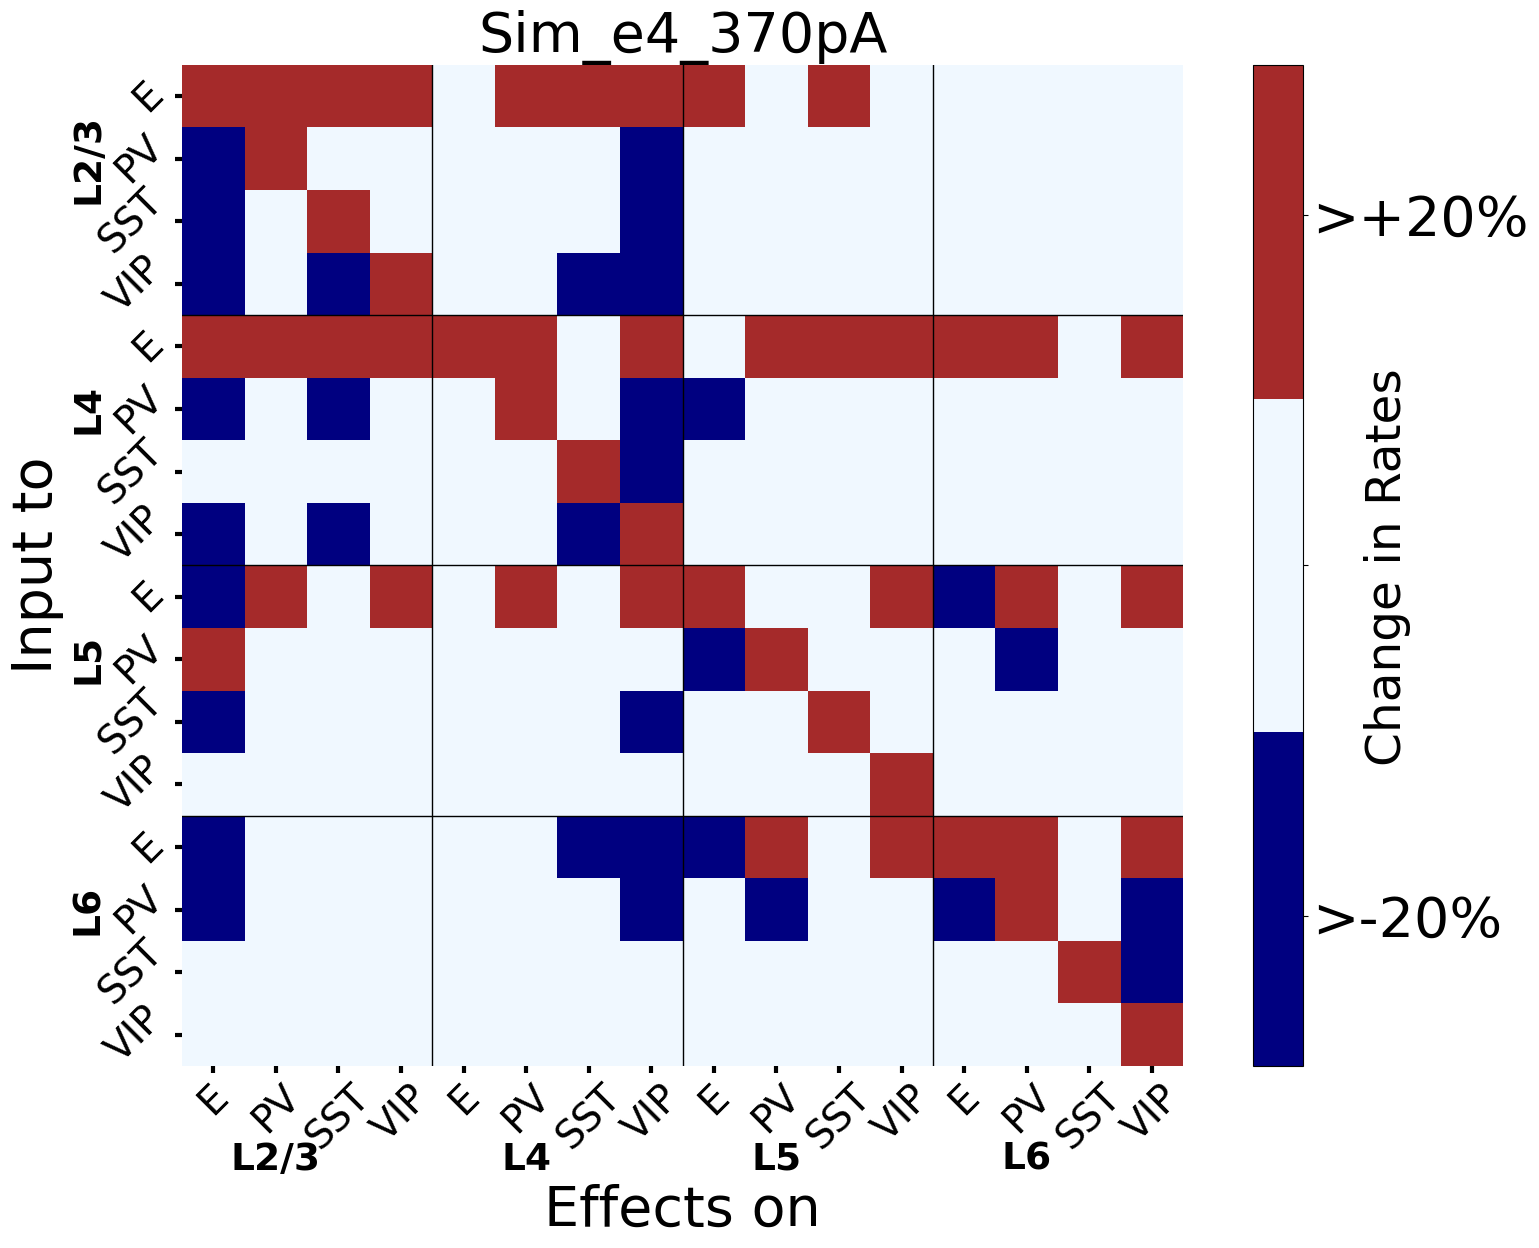 Sim_e4_370pA
Input to
L2/3
E
PV
SST
VIP
L4
E
PV
SST
VIP
L5
E
PV
SST
VIP
L6
E
PV
SST
VIP
E PV SST VIP E PV SST VIP E PV SST VIP E PV SST VIP
L2/3 L4 L5 L6
Effects on
>+20%
>-20%
Change in Rates